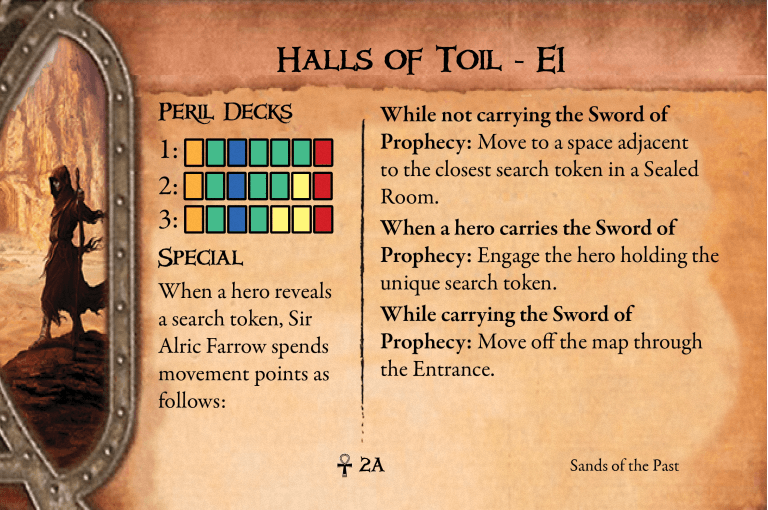 Halls of Toil - EI
Peril Decks
1:
2:
3:
Special
When a hero reveals
a search token, Sir
Alric Farrow spends
movement points as
follows:
While not carrying the Sword of
Prophecy: Move to a space adjacent
to the closest search token in a Sealed
Room.
When a hero carries the Sword of
Prophecy: Engage the hero holding the
unique search token.
While carrying the Sword of
Prophecy: Move off the map through
the Entrance.
2A
Sands of the Past